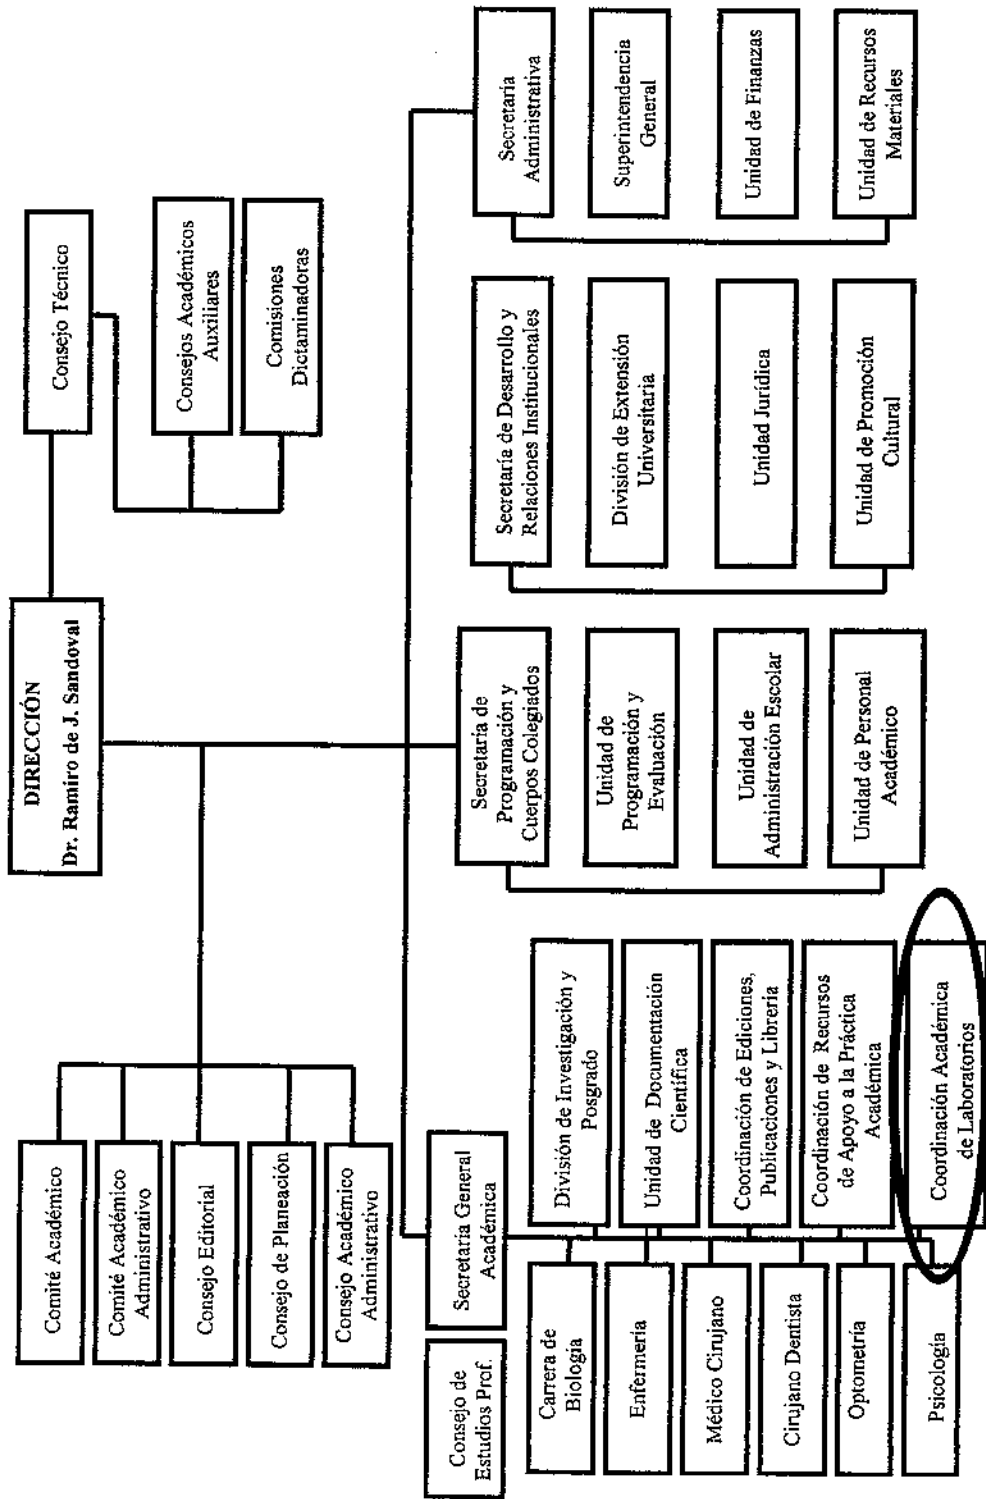 DIRECCIÓN
Dr. Ramiro de J. Sandoval
Consejo Técnico
Consejos Académicos
Auxiliares
Comisiones
Dictaminadoras
Comité Académico
Comité Académico
Administrativo
Consejo Editorial
Consejo de Planeación
Consejo Académico
Administrativo
Consejo de
Estudios Prof.
Secretaría General
Académica
Secretaría de
Programación y
Cuerpos Colegiados
Secretaría de Desarrollo y
Relaciones Institucionales
Secretaría
Administrativa
Carrera de
Biología
Enfermería
Médico Cirujano
Cirujano Dentista
Optometría
Psicología
División de Investigación y
Posgrado
Unidad de Documentación
Científica
Coordinación de Ediciones,
Publicaciones y Librería
Coordinación de Recursos
de Apoyo a la Práctica
Académica
Coordinación Académica
de Laboratorios
Unidad de
Programación y
Evaluación
Unidad de
Administración Escolar
Unidad de Personal
Académico
División de Extensión
Universitaria
Unidad Jurídica
Unidad de Promoción
Cultural
Superintendencia
General
Unidad de Finanzas
Unidad de Recursos
Materiales